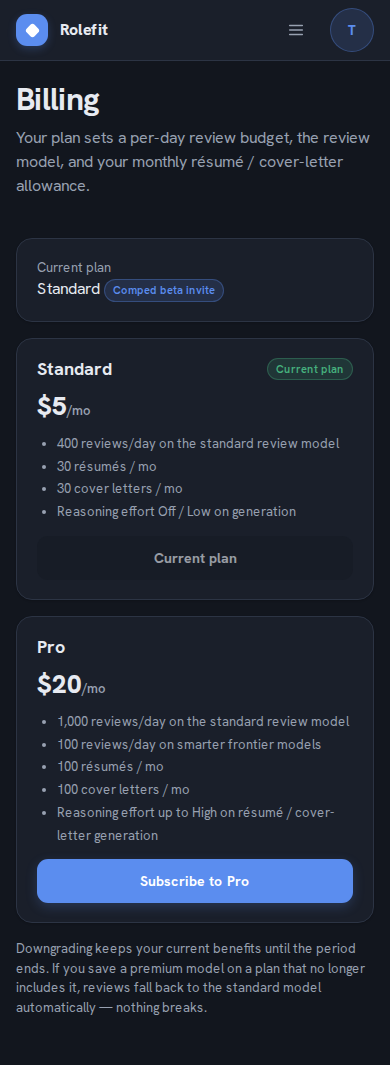 Rolefit
T
Billing
Your plan sets a per-day review budget, the review
model, and your monthly résumé / cover-letter
allowance.
Current plan
Standard Comped beta invite
Standard Current plan
$5/mo
• 400 reviews/day on the standard review model
• 30 résumés / mo
• 30 cover letters / mo
• Reasoning effort Off / Low on generation
Current plan
Pro
$20/mo
• 1,000 reviews/day on the standard review model
• 100 reviews/day on smarter frontier models
• 100 résumés / mo
• 100 cover letters / mo
• Reasoning effort up to High on résumé / cover-
letter generation
Subscribe to Pro
Downgrading keeps your current benefits until the period
ends. If you save a premium model on a plan that no longer
includes it, reviews fall back to the standard model
automatically — nothing breaks.